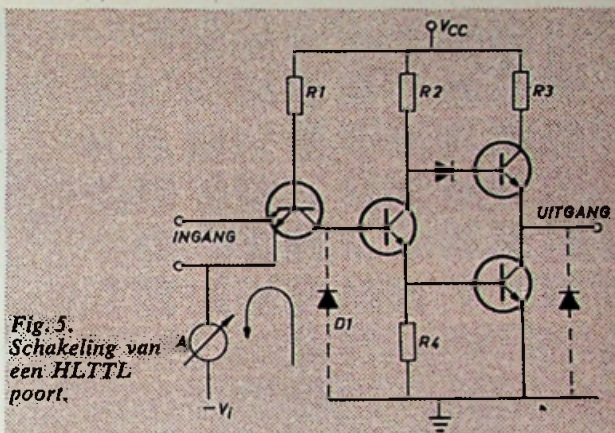 VCC
R1
R2
R3
INGANG
UITGANG
D1
R4
A
-Vi
Fig. 5.
Schakeling van
een HLTTL
poort.